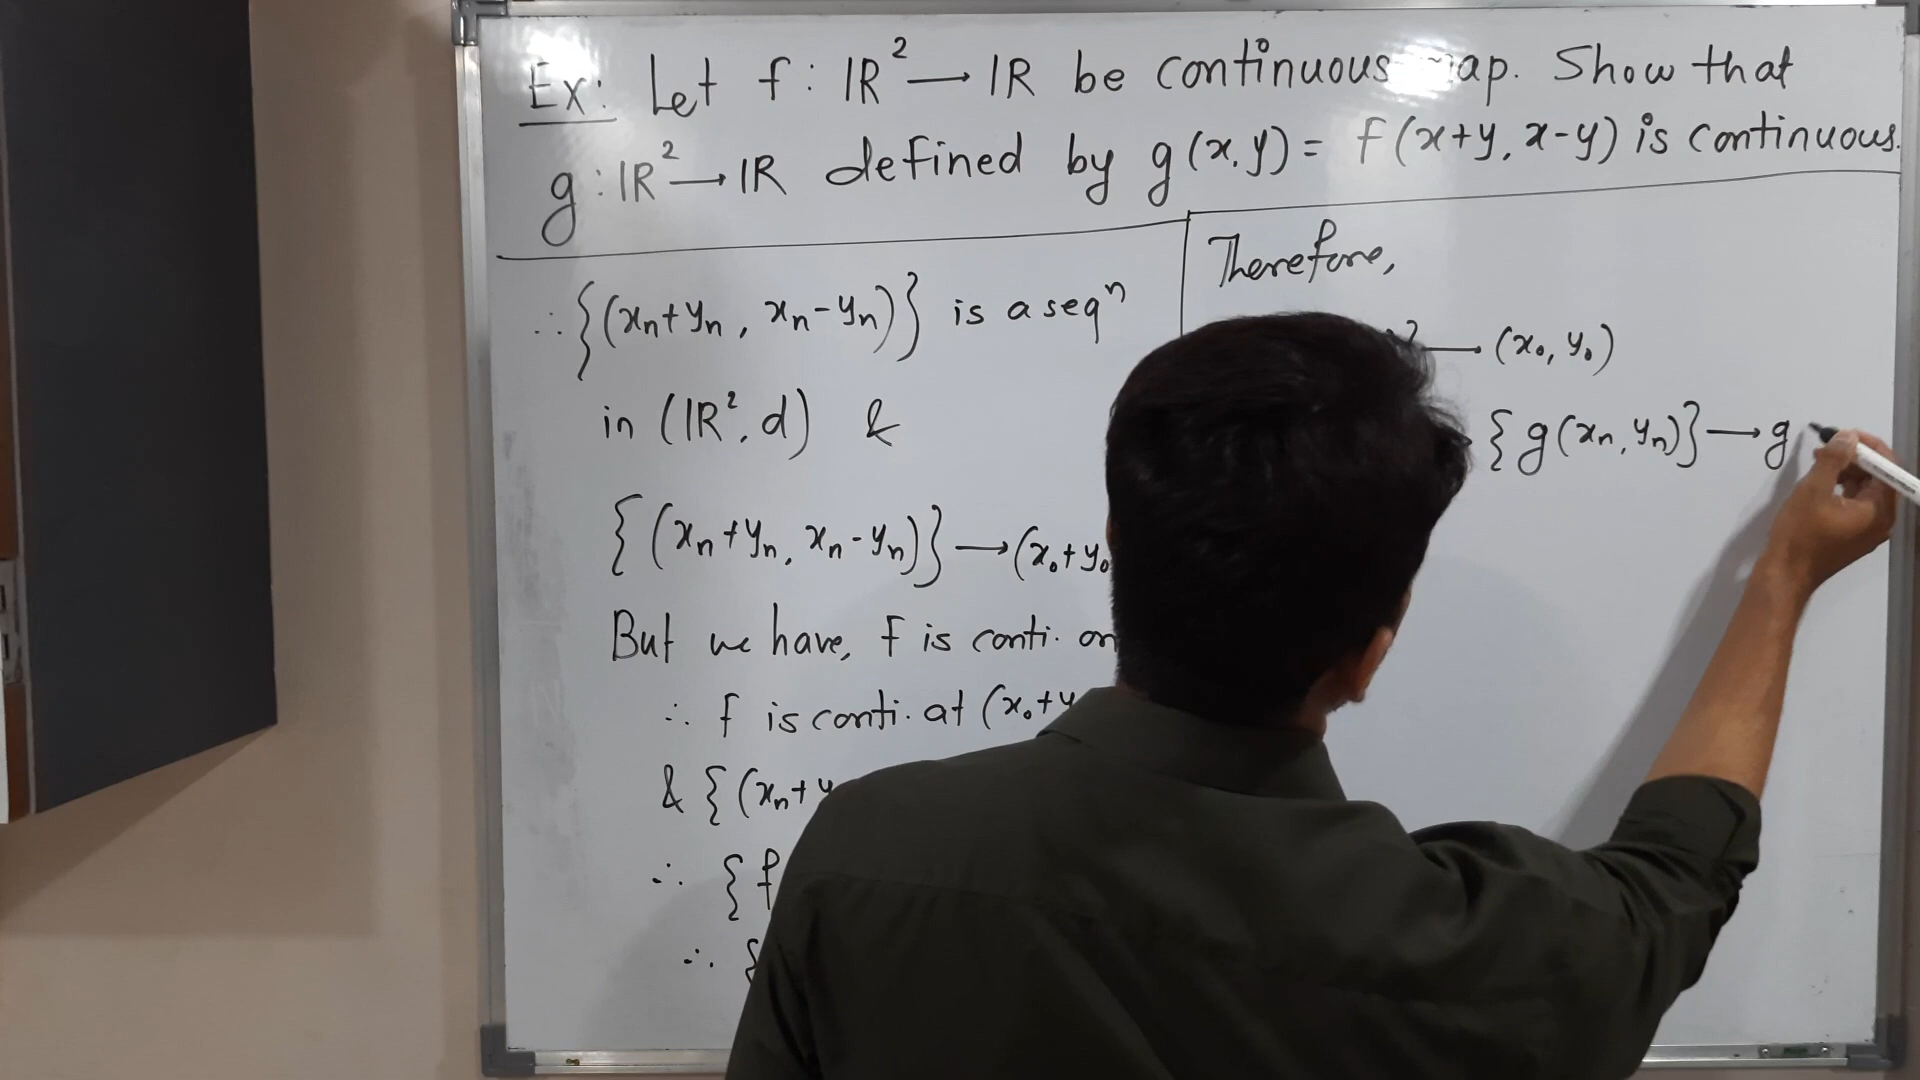 Ex: Let f : IR² → IR be continuous map. Show that
g : IR² → IR defined by g(x, y) = f(x+y, x-y) is continuous.
∴ {(xₙ+yₙ, xₙ-yₙ)} is a seqⁿ
in (IR², d) &
{(xₙ+yₙ, xₙ-yₙ)} → (x₀+y₀
But we have, f is conti. on
∴ f is conti. at (x₀+y
& {(xₙ+y
∴ {f
∴ {
Therefore,
} → (x₀, y₀)
{g(xₙ, yₙ)} → g